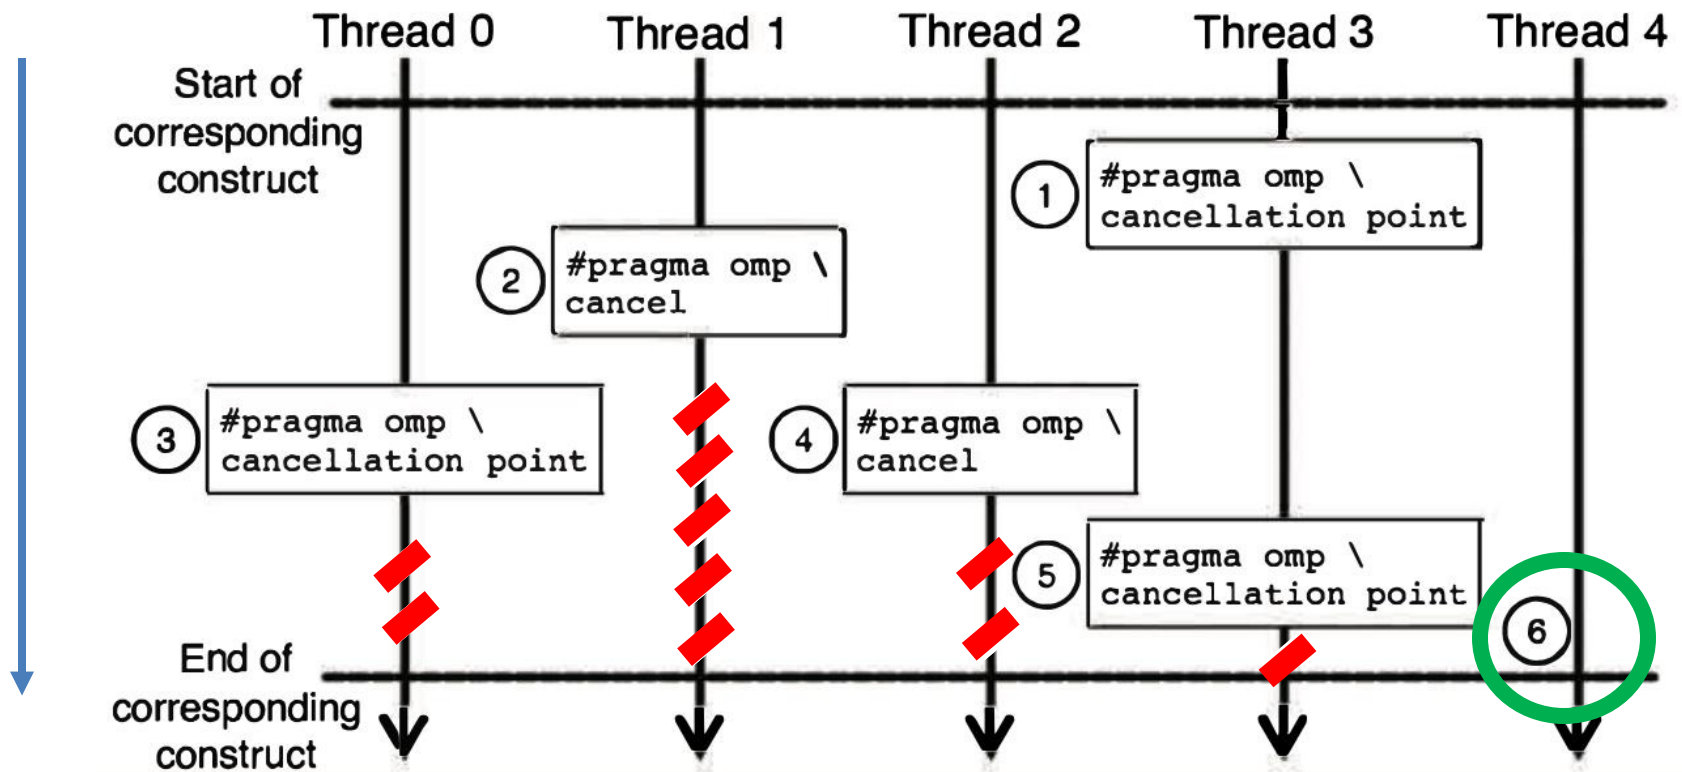 Thread 0
Thread 1
Thread 2
Thread 3
Thread 4
Start of
corresponding
construct
1
#pragma omp \
cancellation point
2
#pragma omp \
cancel
3
#pragma omp \
cancellation point
4
#pragma omp \
cancel
5
#pragma omp \
cancellation point
6
End of
corresponding
construct